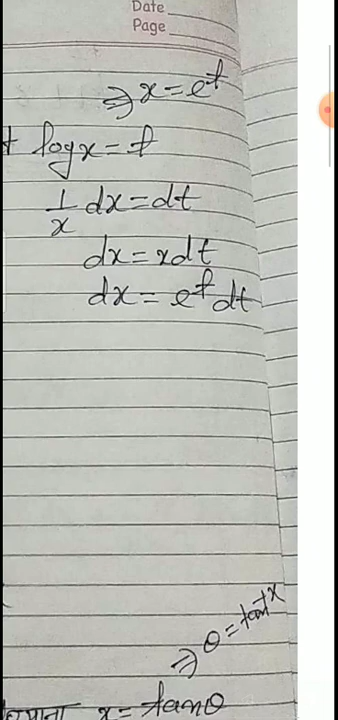 Date
Page
⇒ x = e^t
log x = t
1/x dx = dt
dx = x dt
dx = e^t dt
⇒ θ = tan⁻¹x
माना x = tanθ